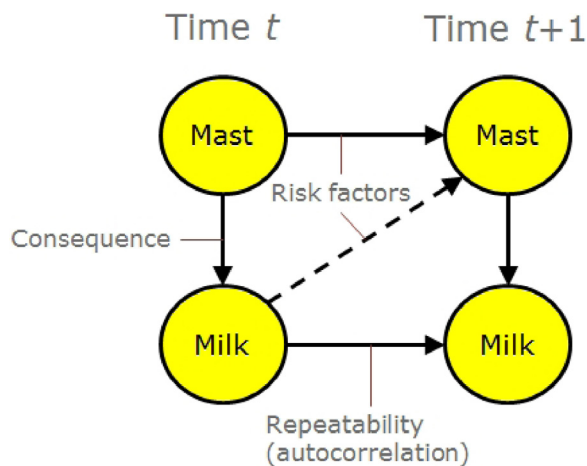 Time t
Time t+1
Mast
Mast
Risk factors
Consequence
Milk
Milk
Repeatability
(autocorrelation)